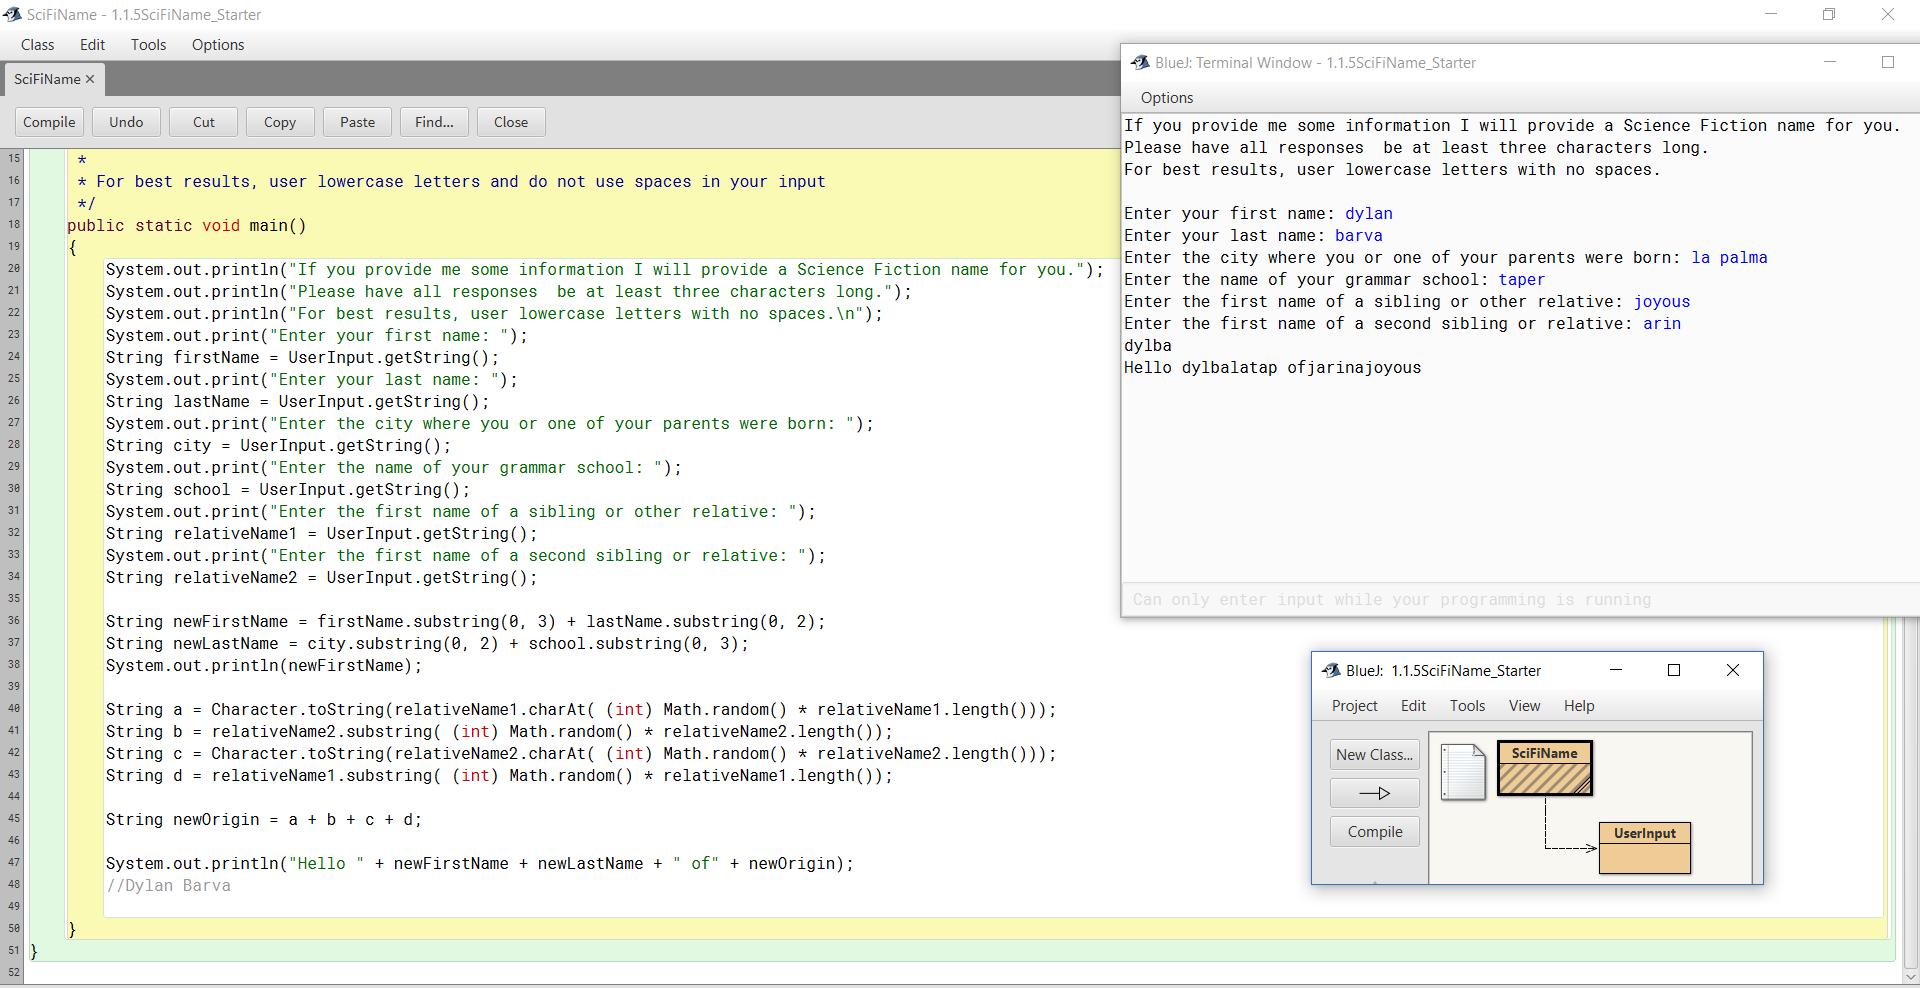 SciFiName - 1.1.5SciFiName_Starter
Class Edit Tools Options
SciFiName ×
Compile Undo Cut Copy Paste Find... Close
15 *
16 * For best results, user lowercase letters and do not use spaces in your input
17 */
18 public static void main()
19 {
20 System.out.println("If you provide me some information I will provide a Science Fiction name for you.");
21 System.out.println("Please have all responses  be at least three characters long.");
22 System.out.println("For best results, user lowercase letters with no spaces.\n");
23 System.out.print("Enter your first name: ");
24 String firstName = UserInput.getString();
25 System.out.print("Enter your last name: ");
26 String lastName = UserInput.getString();
27 System.out.print("Enter the city where you or one of your parents were born: ");
28 String city = UserInput.getString();
29 System.out.print("Enter the name of your grammar school: ");
30 String school = UserInput.getString();
31 System.out.print("Enter the first name of a sibling or other relative: ");
32 String relativeName1 = UserInput.getString();
33 System.out.print("Enter the first name of a second sibling or relative: ");
34 String relativeName2 = UserInput.getString();
35
36 String newFirstName = firstName.substring(0, 3) + lastName.substring(0, 2);
37 String newLastName = city.substring(0, 2) + school.substring(0, 3);
38 System.out.println(newFirstName);
39
40 String a = Character.toString(relativeName1.charAt( (int) Math.random() * relativeName1.length()));
41 String b = relativeName2.substring( (int) Math.random() * relativeName2.length());
42 String c = Character.toString(relativeName2.charAt( (int) Math.random() * relativeName2.length()));
43 String d = relativeName1.substring( (int) Math.random() * relativeName1.length());
44
45 String newOrigin = a + b + c + d;
46
47 System.out.println("Hello " + newFirstName + newLastName + " of" + newOrigin);
48 //Dylan Barva
49
50 }
51 }
52
BlueJ: Terminal Window - 1.1.5SciFiName_Starter
Options
If you provide me some information I will provide a Science Fiction name for you.
Please have all responses  be at least three characters long.
For best results, user lowercase letters with no spaces.
Enter your first name: dylan
Enter your last name: barva
Enter the city where you or one of your parents were born: la palma
Enter the name of your grammar school: taper
Enter the first name of a sibling or other relative: joyous
Enter the first name of a second sibling or relative: arin
dylba
Hello dylbalatap ofjarinajoyous
Can only enter input while your programming is running
BlueJ: 1.1.5SciFiName_Starter
Project Edit Tools View Help
New Class...
Compile
SciFiName
UserInput